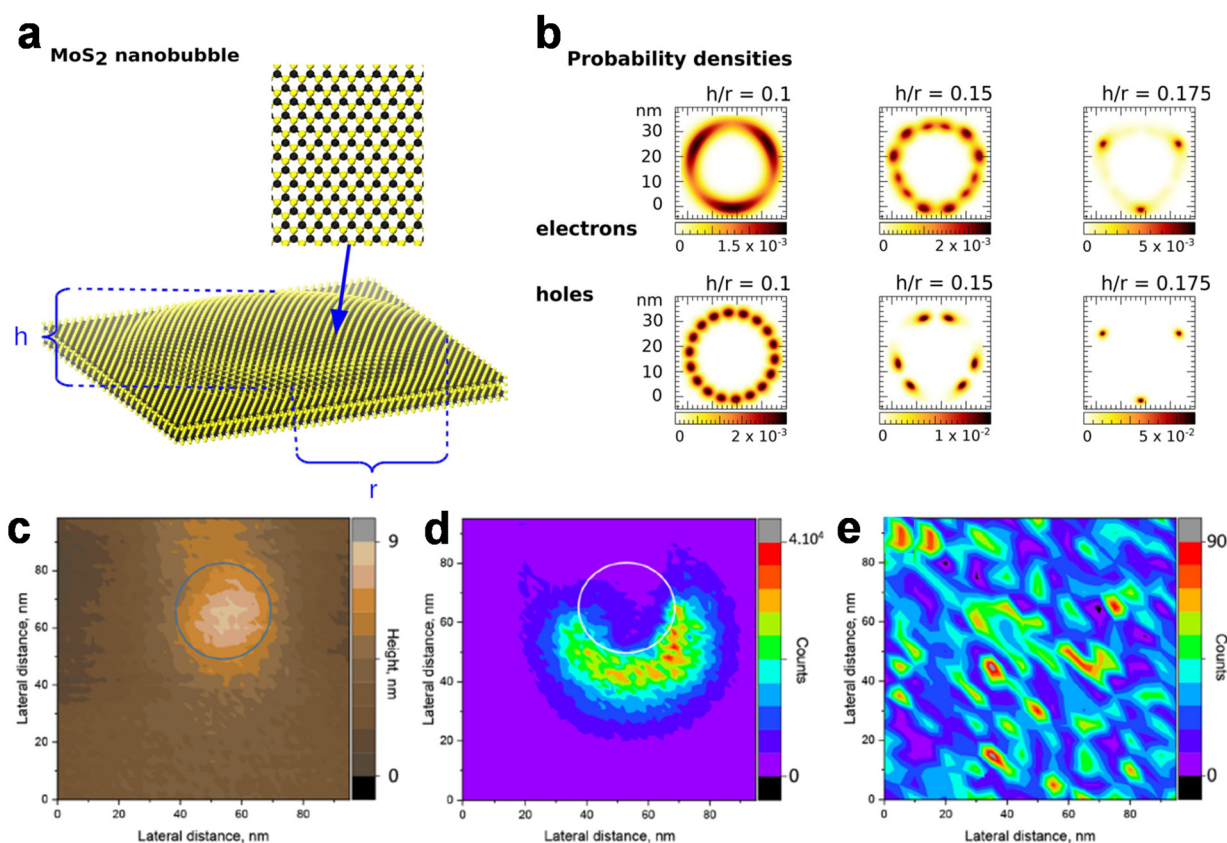 a
MoS2 nanobubble
h
r
b
Probability densities
h/r = 0.1
h/r = 0.15
h/r = 0.175
nm
30
20
10
0
electrons
0 1.5 x 10-3
0 2 x 10-3
0 5 x 10-3
holes
h/r = 0.1
h/r = 0.15
h/r = 0.175
nm
30
20
10
0
0 2 x 10-3
0 1 x 10-2
0 5 x 10-2
c
80
60
40
20
0
0 20 40 60 80
Lateral distance, nm
Lateral distance, nm
9
0
Height, nm
d
80
60
40
20
0
0 20 40 60 80
Lateral distance, nm
Lateral distance, nm
4.10^4
0
Counts
e
80
60
40
20
0
0 20 40 60 80
Lateral distance, nm
Lateral distance, nm
90
0
Counts